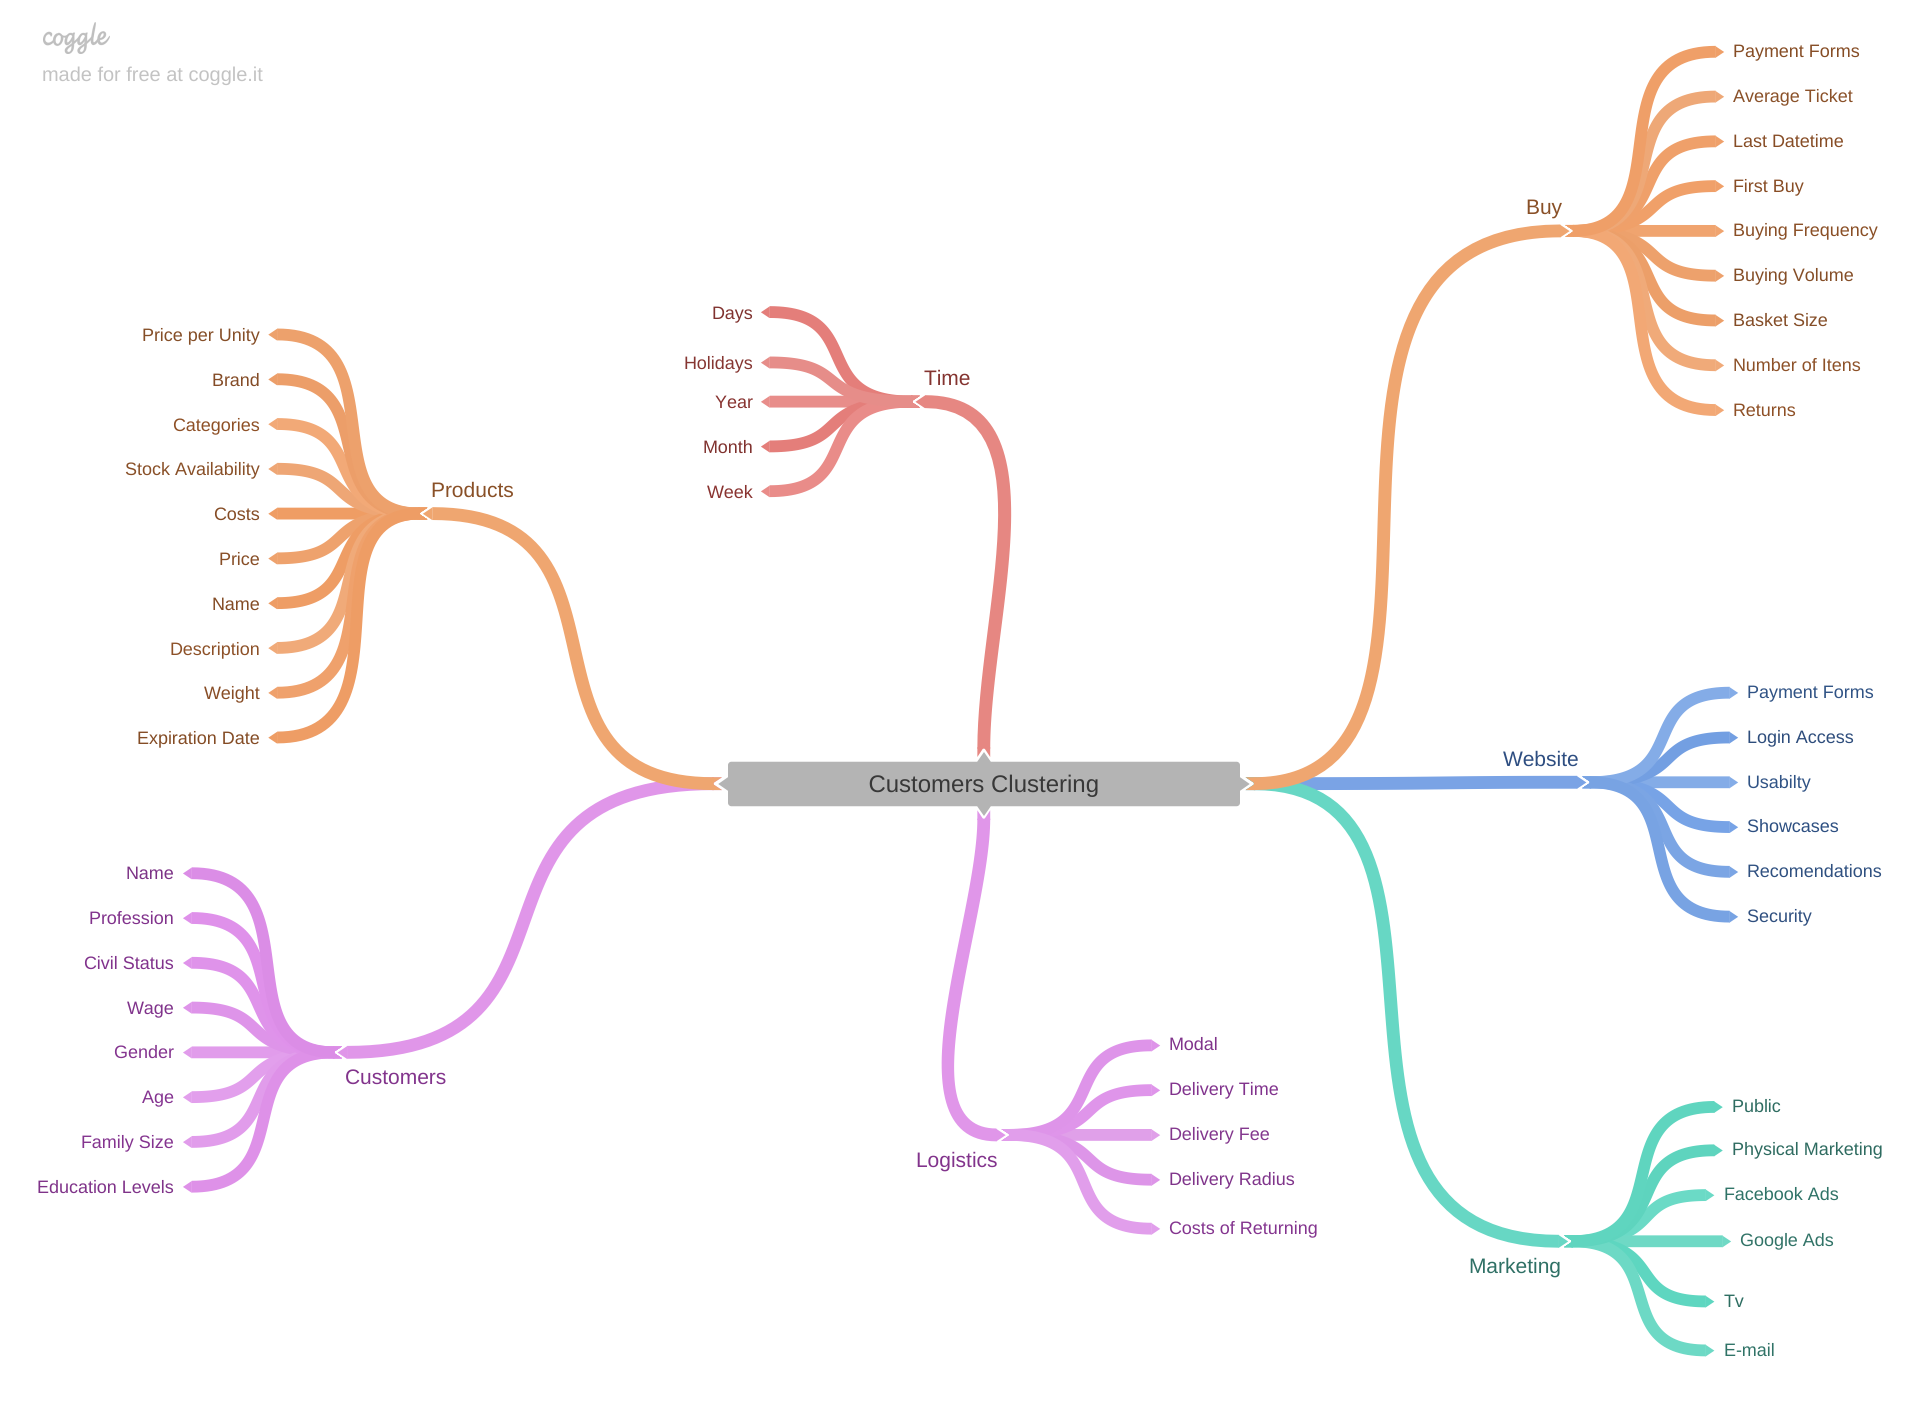 coggle
made for free at coggle.it
Customers Clustering
Products
Price per Unity
Brand
Categories
Stock Availability
Costs
Price
Name
Description
Weight
Expiration Date
Time
Days
Holidays
Year
Month
Week
Buy
Payment Forms
Average Ticket
Last Datetime
First Buy
Buying Frequency
Buying Volume
Basket Size
Number of Itens
Returns
Website
Payment Forms
Login Access
Usabilty
Showcases
Recomendations
Security
Customers
Name
Profession
Civil Status
Wage
Gender
Age
Family Size
Education Levels
Logistics
Modal
Delivery Time
Delivery Fee
Delivery Radius
Costs of Returning
Marketing
Public
Physical Marketing
Facebook Ads
Google Ads
Tv
E-mail